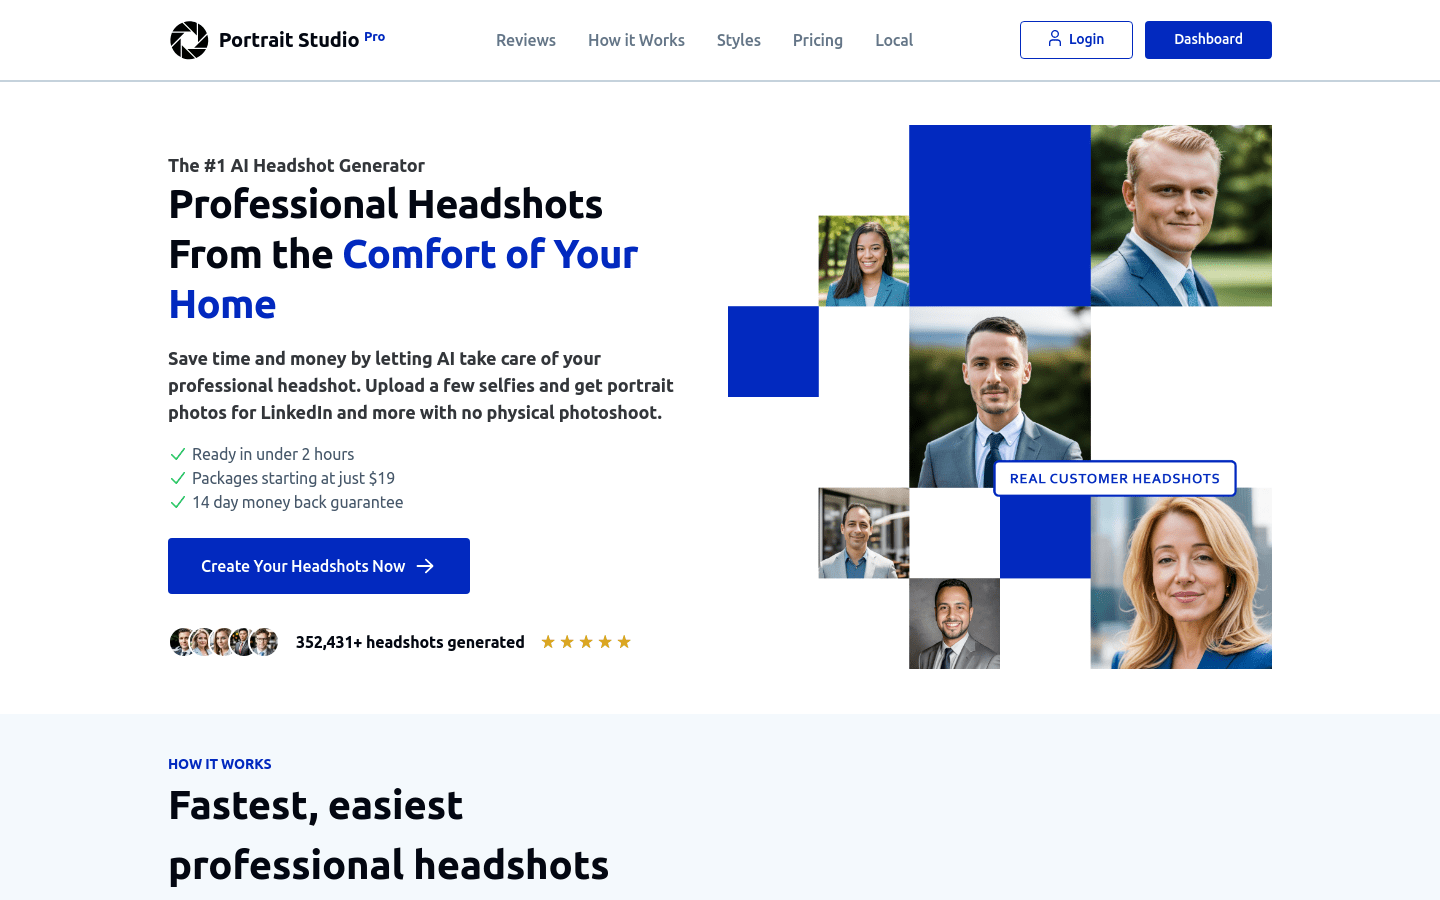 Portrait Studio Pro
Reviews
How it Works
Styles
Pricing
Local
Login
Dashboard
The #1 AI Headshot Generator
Professional Headshots
From the Comfort of Your
Home
Save time and money by letting AI take care of your
professional headshot. Upload a few selfies and get portrait
photos for LinkedIn and more with no physical photoshoot.
Ready in under 2 hours
Packages starting at just $19
14 day money back guarantee
Create Your Headshots Now
352,431+ headshots generated
REAL CUSTOMER HEADSHOTS
HOW IT WORKS
Fastest, easiest
professional headshots